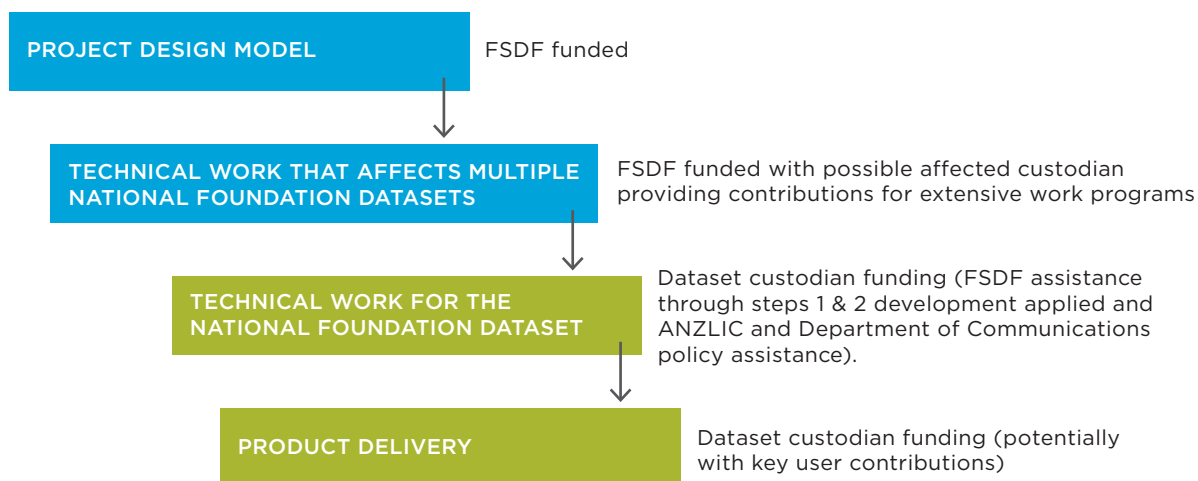 PROJECT DESIGN MODEL
FSDF funded
TECHNICAL WORK THAT AFFECTS MULTIPLE
NATIONAL FOUNDATION DATASETS
FSDF funded with possible affected custodian
providing contributions for extensive work programs
TECHNICAL WORK FOR THE
NATIONAL FOUNDATION DATASET
Dataset custodian funding (FSDF assistance
through steps 1 & 2 development applied and
ANZLIC and Department of Communications
policy assistance).
PRODUCT DELIVERY
Dataset custodian funding (potentially
with key user contributions)